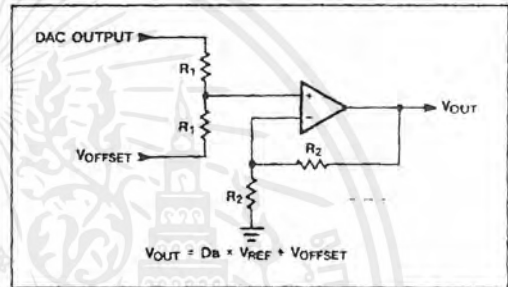 DAC OUTPUT
R1
+
R1
−
VOUT
VOFFSET
R2
R2
VOUT = DB × VREF + VOFFSET